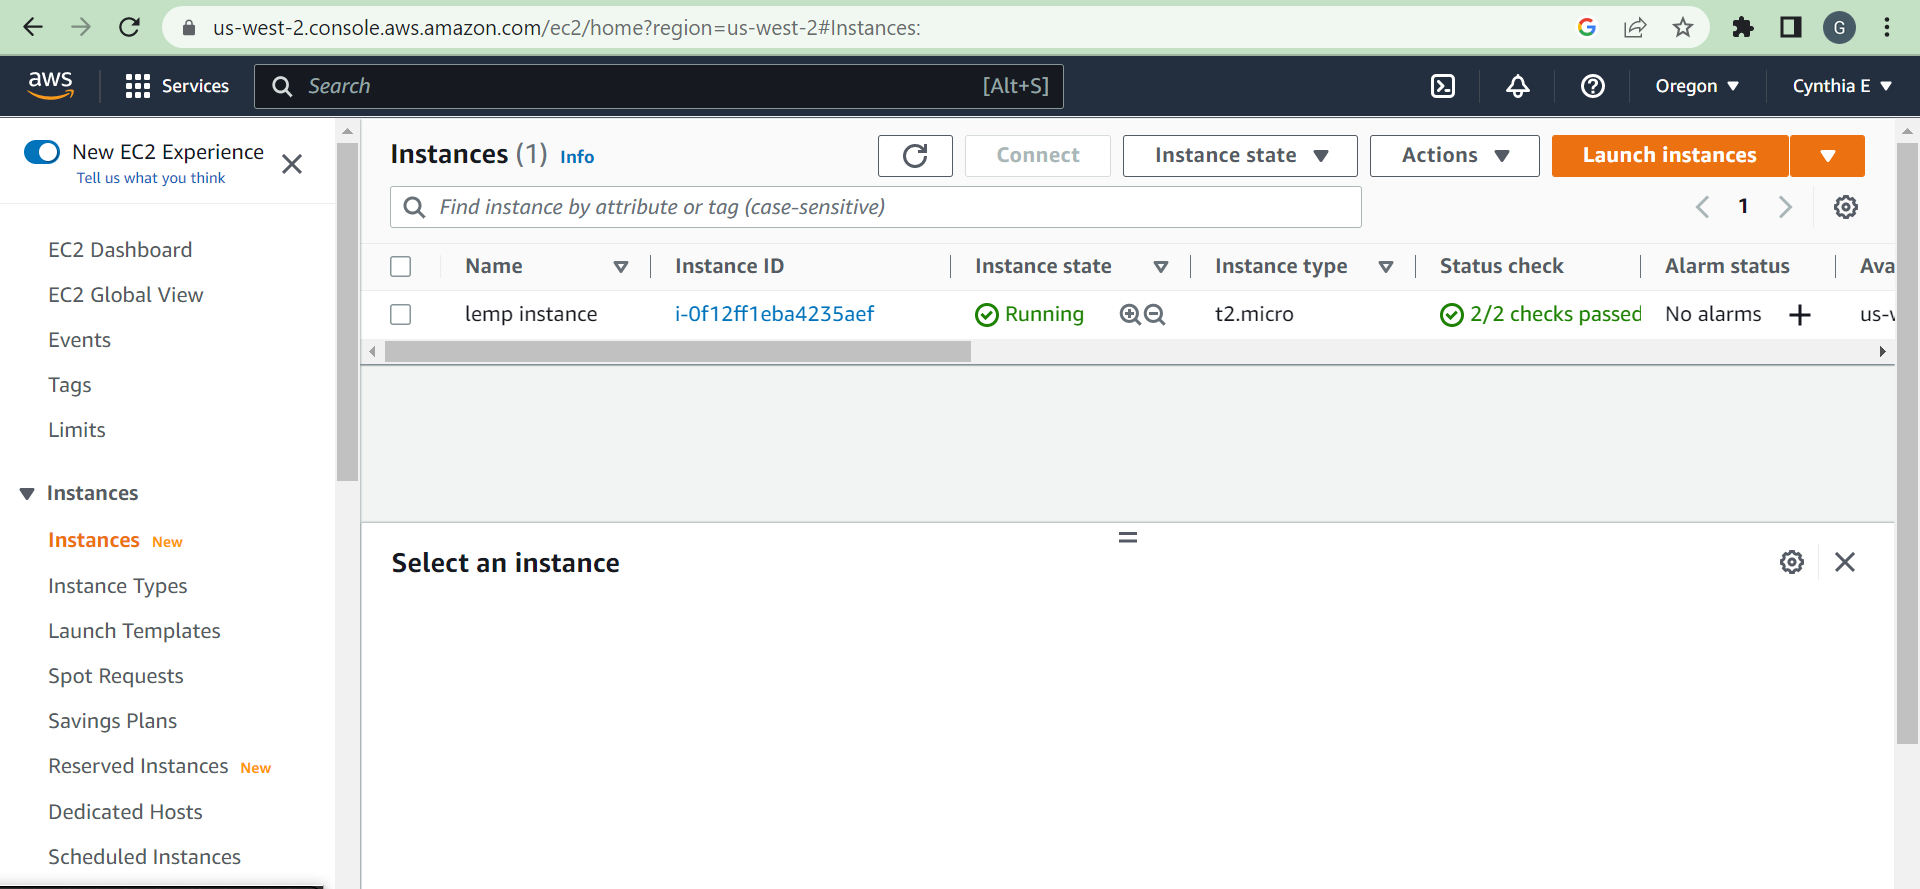 us-west-2.console.aws.amazon.com/ec2/home?region=us-west-2#Instances:
G
aws
Services
Search
[Alt+S]
Oregon
Cynthia E
New EC2 Experience
Tell us what you think
EC2 Dashboard
EC2 Global View
Events
Tags
Limits
Instances
Instances New
Instance Types
Launch Templates
Spot Requests
Savings Plans
Reserved Instances New
Dedicated Hosts
Scheduled Instances
Instances (1) Info
Connect
Instance state
Actions
Launch instances
Find instance by attribute or tag (case-sensitive)
1
Name Instance ID Instance state Instance type Status check Alarm status Ava
lemp instance i-0f12ff1eba4235aef Running t2.micro 2/2 checks passed No alarms + us-w
Select an instance